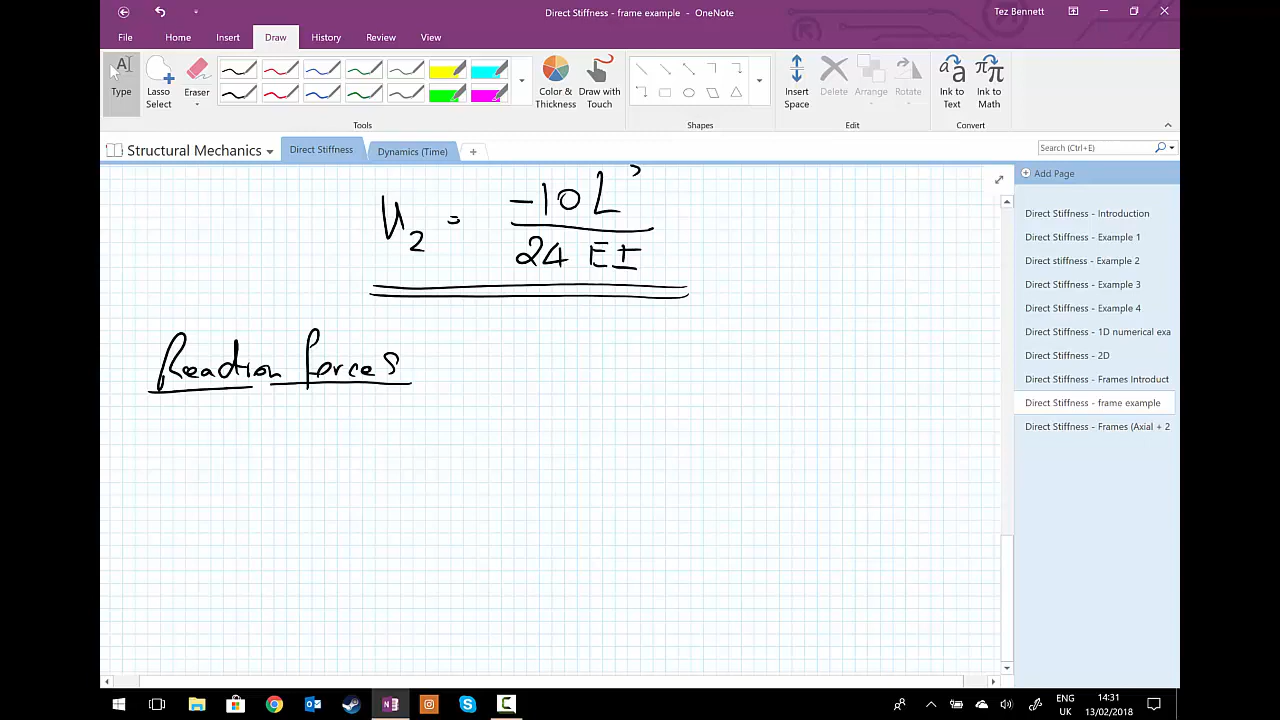 Direct Stiffness - frame example - OneNote
Tez Bennett
File Home Insert Draw History Review View
Type
Lasso Select
Eraser
Color & Thickness
Draw with Touch
Insert Space
Delete
Arrange
Rotate
Ink to Text
Ink to Math
Tools
Shapes
Edit
Convert
Structural Mechanics
Direct Stiffness
Dynamics (Time)
Search (Ctrl+E)
Add Page
Direct Stiffness - Introduction
Direct Stiffness - Example 1
Direct stiffness - Example 2
Direct Stiffness - Example 3
Direct Stiffness - Example 4
Direct Stiffness - 1D numerical exa
Direct Stiffness - 2D
Direct Stiffness - Frames Introduct
Direct Stiffness - frame example
Direct Stiffness - Frames (Axial + 2
-10 L
U2 =
24 EI
Reaction forces
ENG
UK
14:31
13/02/2018